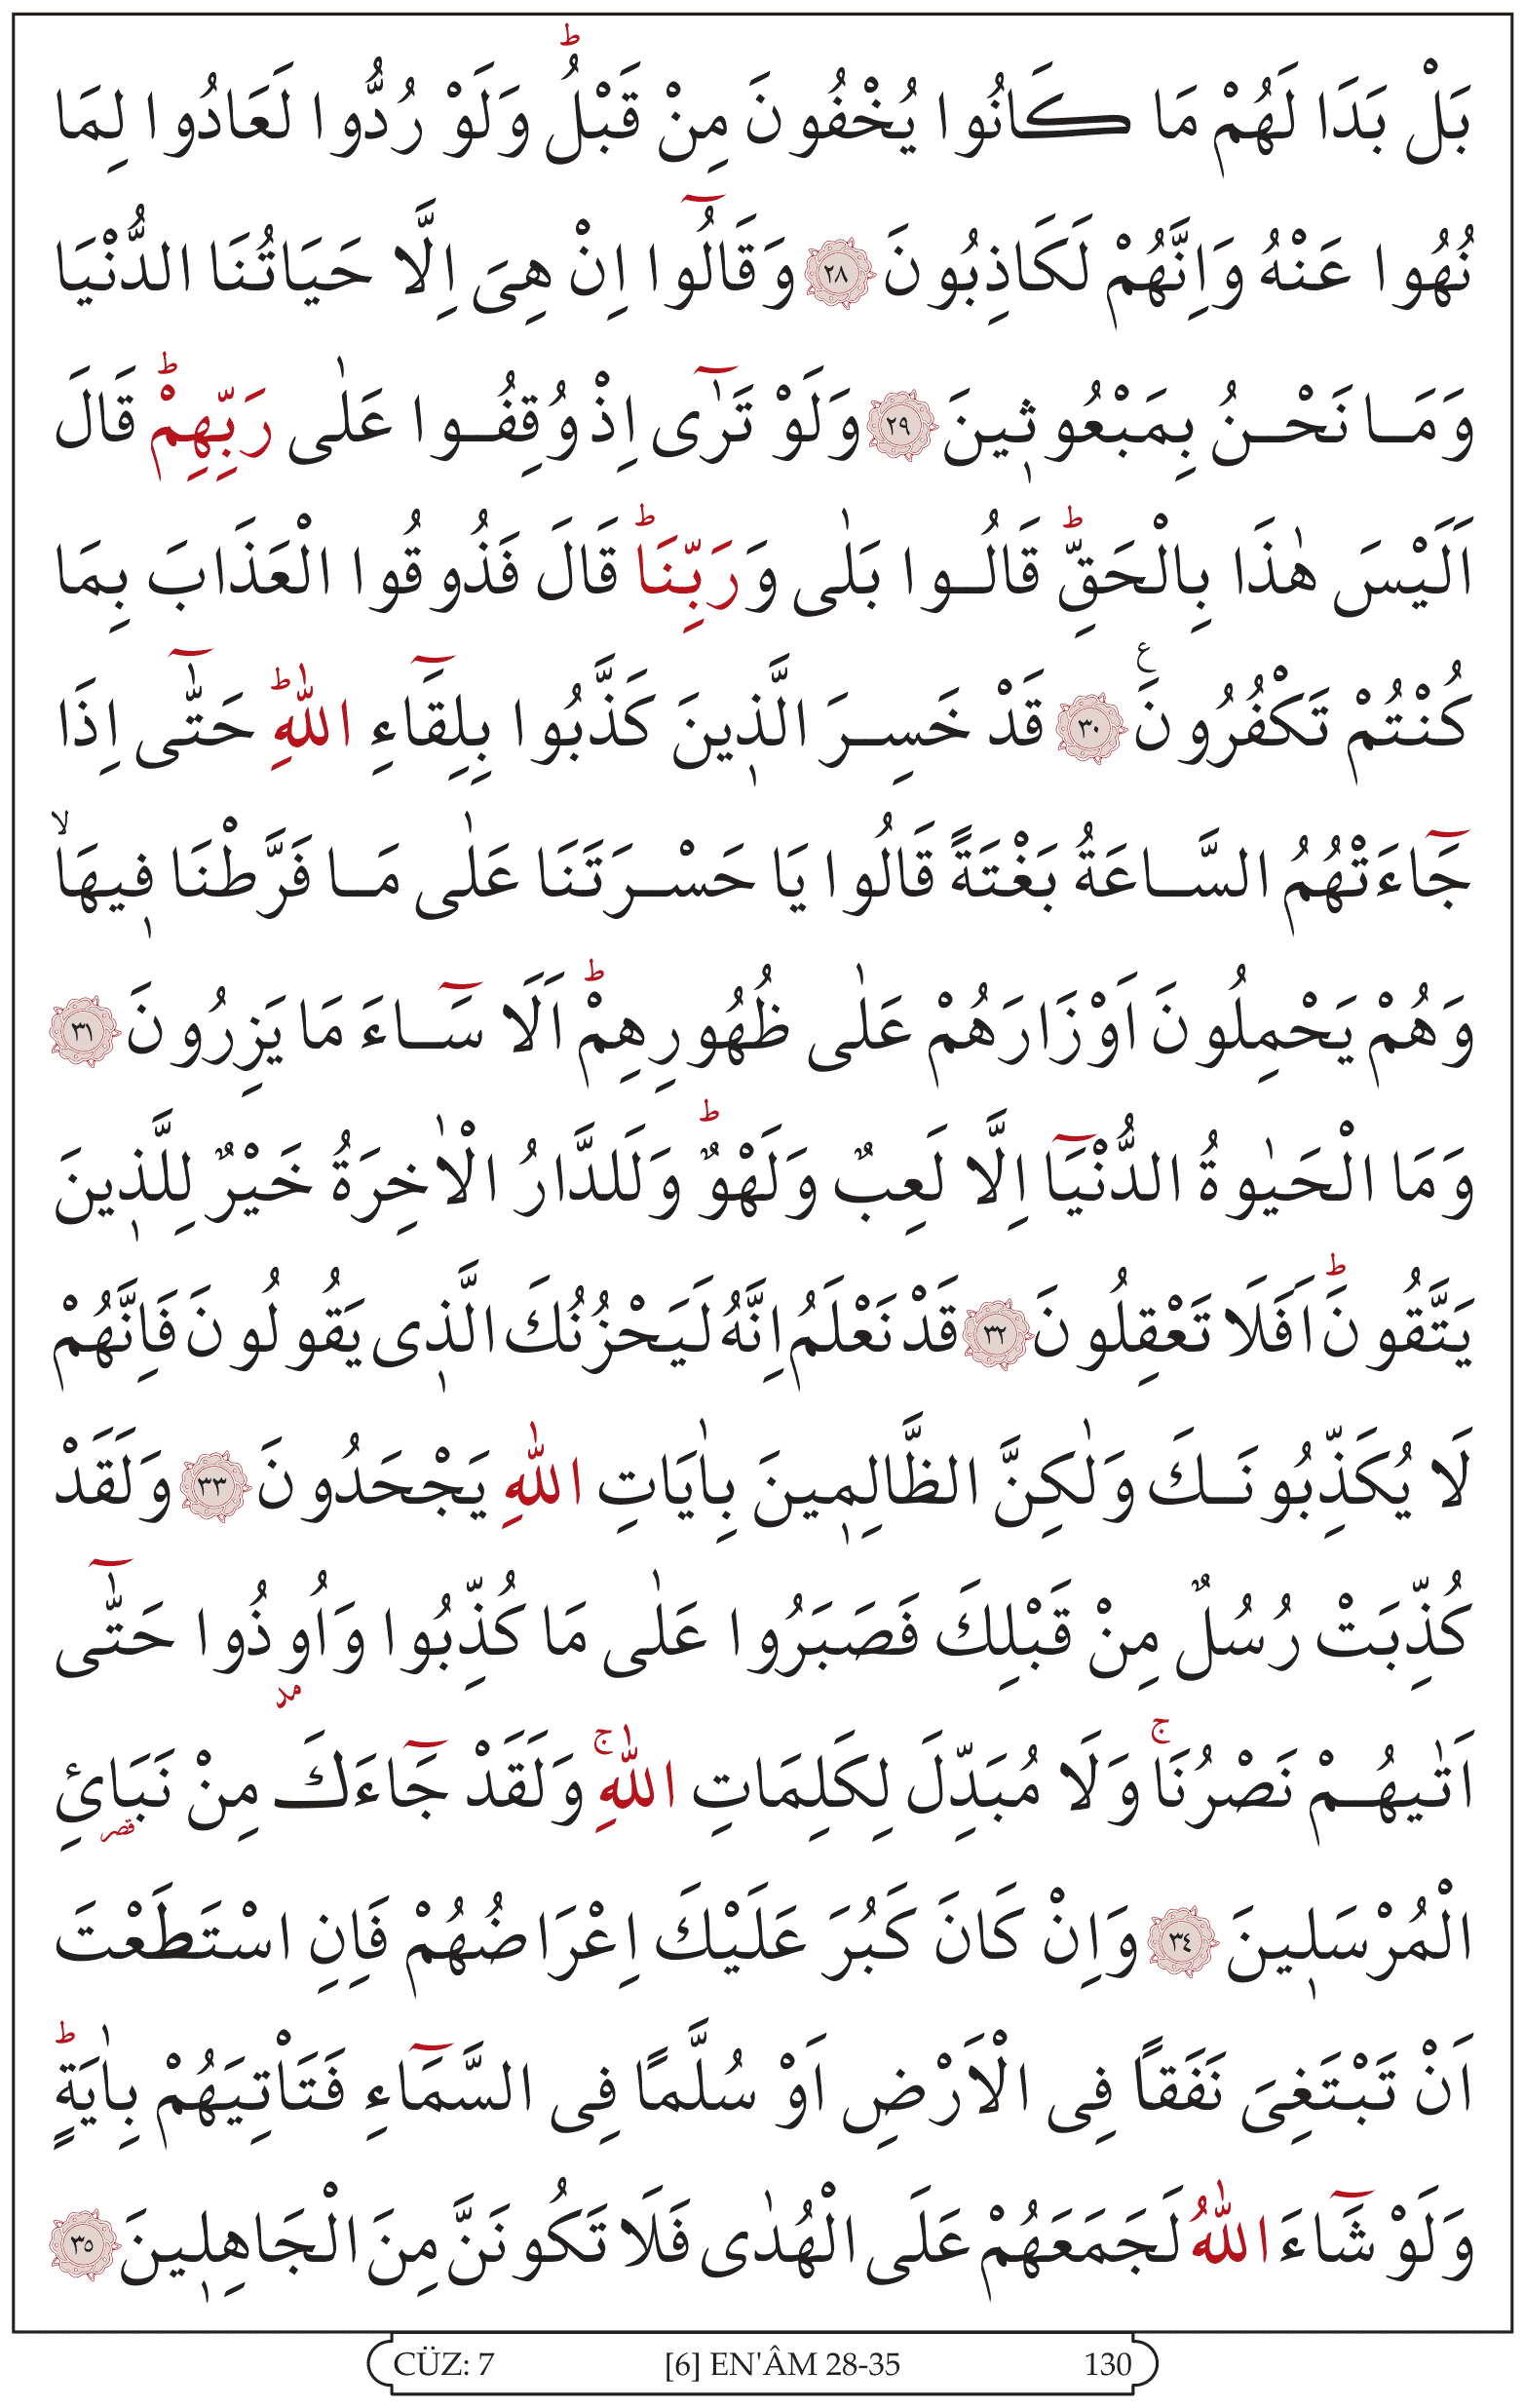 بَلْ بَدَا لَهُمْ مَا كَانُوا يُخْفُونَ مِنْ قَبْلُؕ وَلَوْ رُدُّوا لَعَادُوا لِمَا
نُهُوا عَنْهُ وَاِنَّهُمْ لَكَاذِبُونَ ﴿٢٨﴾ وَقَالُٓوا اِنْ هِىَ اِلَّا حَيَاتُنَا الدُّنْيَا
وَمَا نَحْنُ بِمَبْعُوثٖينَ ﴿٢٩﴾ وَلَوْ تَرٰٓى اِذْ وُقِفُوا عَلٰى رَبِّهِمْؕ قَالَ
اَلَيْسَ هٰذَا بِالْحَقِّؕ قَالُوا بَلٰى وَرَبِّنَاؕ قَالَ فَذُوقُوا الْعَذَابَ بِمَا
كُنْتُمْ تَكْفُرُونَࣖ ﴿٣٠﴾ قَدْ خَسِرَ الَّذٖينَ كَذَّبُوا بِلِقَٓاءِ اللّٰهِؕ حَتّٰٓى اِذَا
جَٓاءَتْهُمُ السَّاعَةُ بَغْتَةً قَالُوا يَا حَسْرَتَنَا عَلٰى مَا فَرَّطْنَا فٖيهَاۙ
وَهُمْ يَحْمِلُونَ اَوْزَارَهُمْ عَلٰى ظُهُورِهِمْؕ اَلَا سَٓاءَ مَا يَزِرُونَ ﴿٣١﴾
وَمَا الْحَيٰوةُ الدُّنْيَٓا اِلَّا لَعِبٌ وَلَهْوٌؕ وَلَلدَّارُ الْاٰخِرَةُ خَيْرٌ لِلَّذٖينَ
يَتَّقُونَؕ اَفَلَا تَعْقِلُونَ ﴿٣٢﴾ قَدْ نَعْلَمُ اِنَّهُ لَيَحْزُنُكَ الَّذٖى يَقُولُونَ فَاِنَّهُمْ
لَا يُكَذِّبُونَكَ وَلٰكِنَّ الظَّالِمٖينَ بِاٰيَاتِ اللّٰهِ يَجْحَدُونَ ﴿٣٣﴾ وَلَقَدْ
كُذِّبَتْ رُسُلٌ مِنْ قَبْلِكَ فَصَبَرُوا عَلٰى مَا كُذِّبُوا وَاُوذُوا حَتّٰٓى
مد
اَتٰيهُمْ نَصْرُنَاۚ وَلَا مُبَدِّلَ لِكَلِمَاتِ اللّٰهِۚ وَلَقَدْ جَٓاءَكَ مِنْ نَبَائِ
قصر
الْمُرْسَلٖينَ ﴿٣٤﴾ وَاِنْ كَانَ كَبُرَ عَلَيْكَ اِعْرَاضُهُمْ فَاِنِ اسْتَطَعْتَ
اَنْ تَبْتَغِىَ نَفَقاً فِى الْاَرْضِ اَوْ سُلَّمًا فِى السَّمَٓاءِ فَتَاْتِيَهُمْ بِاٰيَةٍؕ
وَلَوْ شَٓاءَ اللّٰهُ لَجَمَعَهُمْ عَلَى الْهُدٰى فَلَا تَكُونَنَّ مِنَ الْجَاهِلٖينَ ﴿٣٥﴾
CÜZ: 7 [6] EN'ÂM 28-35 130